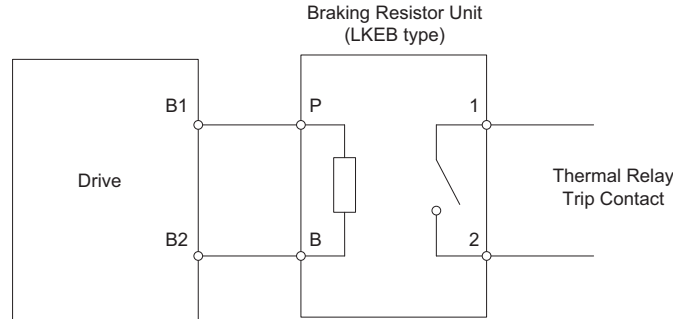 Braking Resistor Unit
(LKEB type)
B1
P
1
Drive
Thermal Relay
Trip Contact
B2
B
2